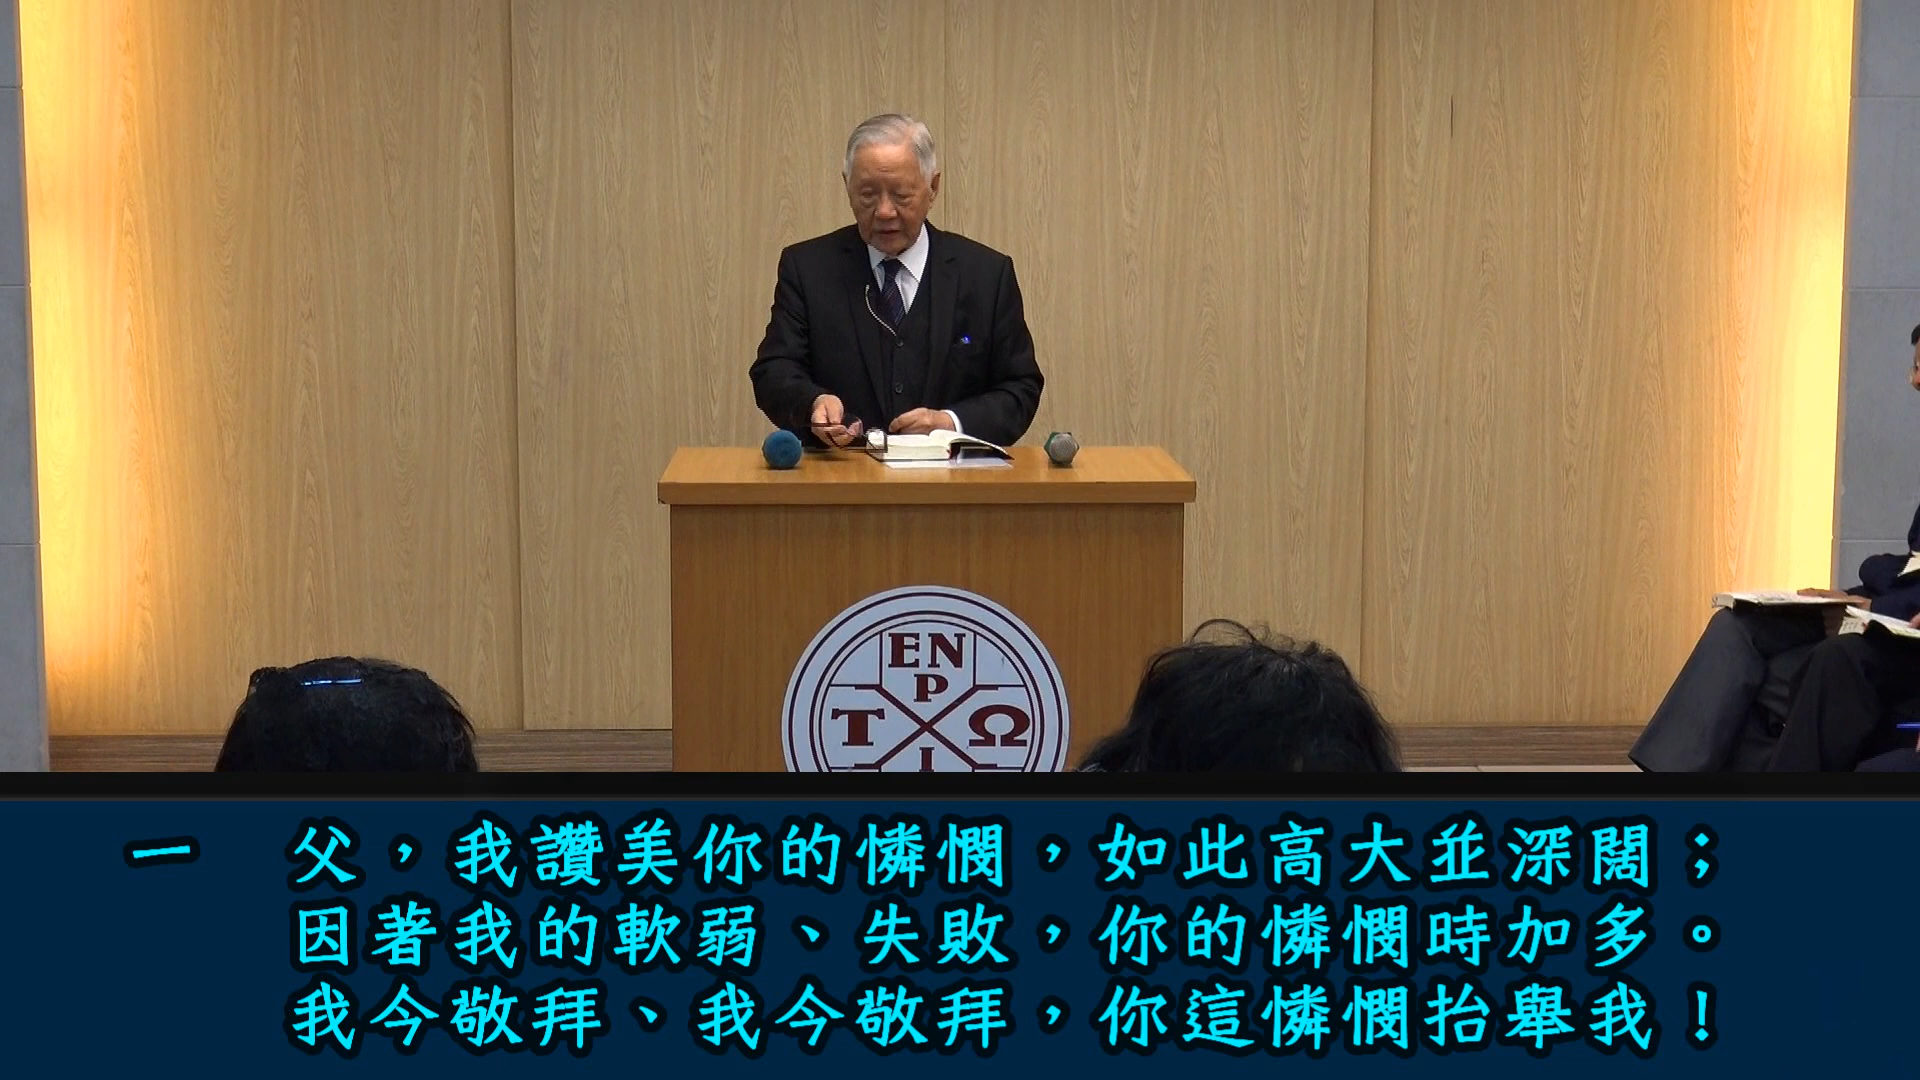 EN
P
T Ω
I
一 父，我讚美你的憐憫，如此高大並深闊；
因著我的軟弱、失敗，你的憐憫時加多。
我今敬拜、我今敬拜，你這憐憫抬舉我！